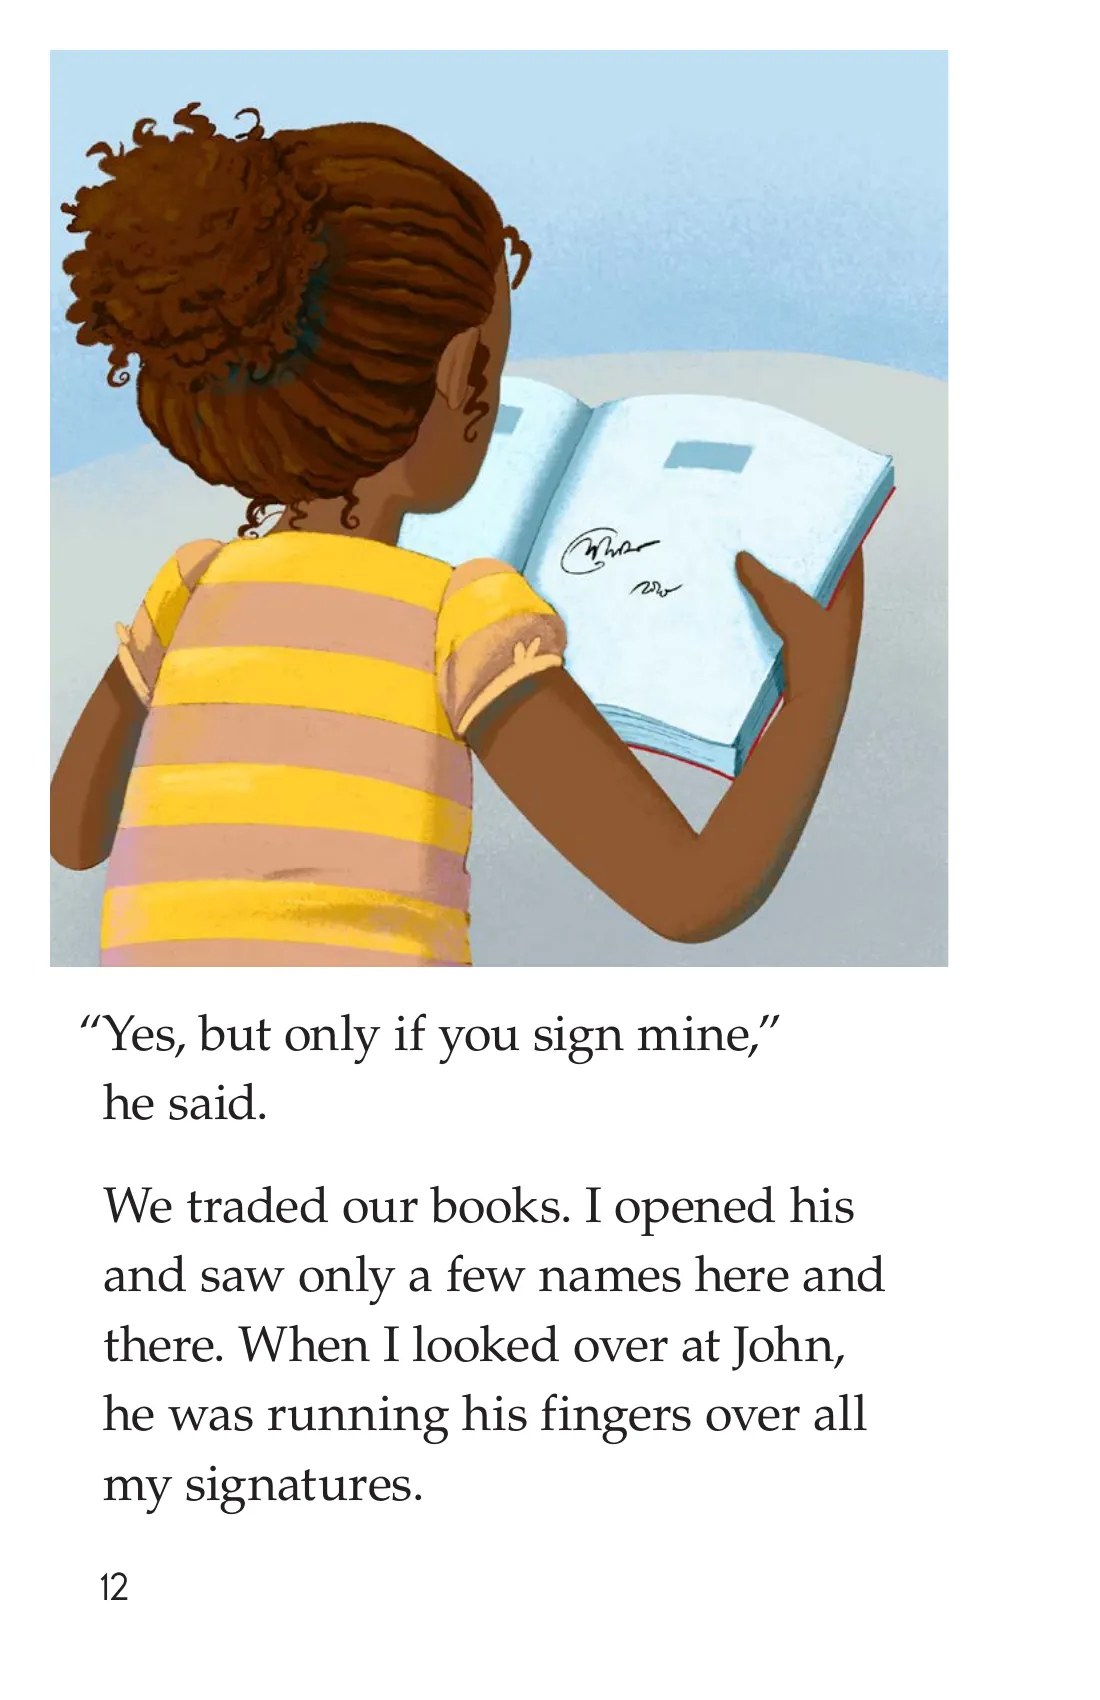 “Yes, but only if you sign mine,”
he said.
We traded our books. I opened his
and saw only a few names here and
there. When I looked over at John,
he was running his fingers over all
my signatures.
12